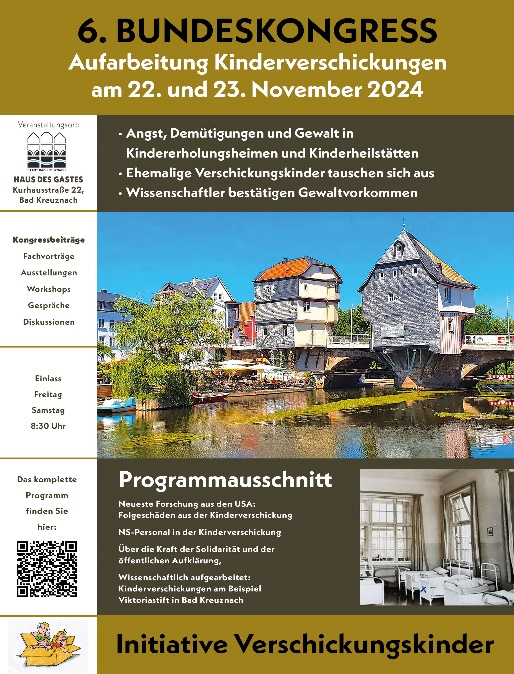 6. BUNDESKONGRESS
Aufarbeitung Kinderverschickungen
am 22. und 23. November 2024
Veranstaltungsort:
HAUS DES GASTES
Kurhausstraße 22,
Bad Kreuznach
• Angst, Demütigungen und Gewalt in
Kindererholungsheimen und Kinderheilstätten
• Ehemalige Verschickungskinder tauschen sich aus
• Wissenschaftler bestätigen Gewaltvorkommen
Kongressbeiträge
Fachvorträge
Ausstellungen
Workshops
Gespräche
Diskussionen
Einlass
Freitag
Samstag
8:30 Uhr
Das komplette
Programm
finden Sie
hier:
Programmausschnitt
Neueste Forschung aus den USA:
Folgeschäden aus der Kinderverschickung
NS-Personal in der Kinderverschickung
Über die Kraft der Solidarität und der
öffentlichen Aufklärung,
Wissenschaftlich aufgearbeitet:
Kinderverschickungen am Beispiel
Viktoriastift in Bad Kreuznach
Initiative Verschickungskinder